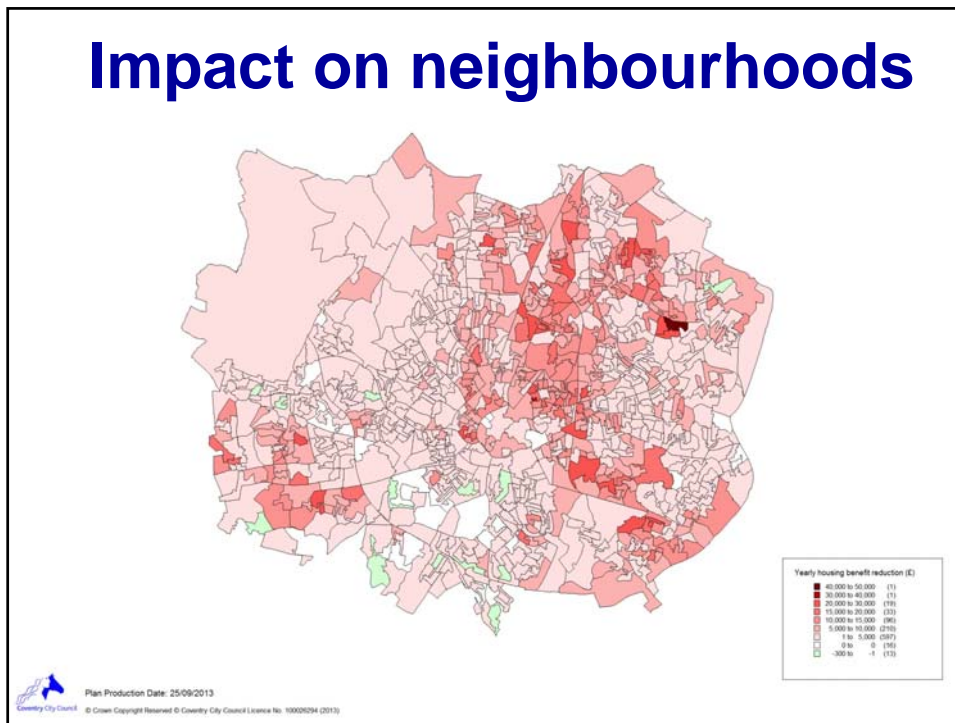 Impact on neighbourhoods
Yearly housing benefit reduction (£)
40,000 to 50,000 (1)
30,000 to 40,000 (1)
20,000 to 30,000 (19)
15,000 to 20,000 (33)
10,000 to 15,000 (96)
5,000 to 10,000 (210)
1 to 5,000 (587)
0 to 0 (16)
-300 to -1 (13)
Plan Production Date: 25/09/2013
Coventry City Council
© Crown Copyright Reserved © Coventry City Council Licence No. 100026294 (2013)